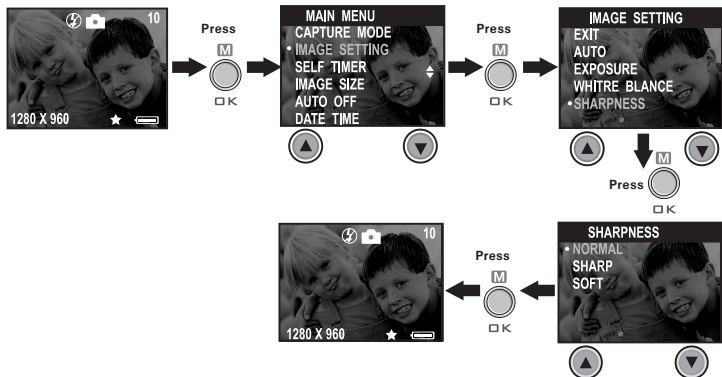 10
1280 X 960
Press
M
OK
MAIN MENU
CAPTURE MODE
• IMAGE SETTING
SELF TIMER
IMAGE SIZE
AUTO OFF
DATE TIME
Press
M
OK
IMAGE SETTING
EXIT
AUTO
EXPOSURE
WHITRE BLANCE
• SHARPNESS
M
Press
OK
SHARPNESS
• NORMAL
SHARP
SOFT
Press
M
OK
10
1280 X 960